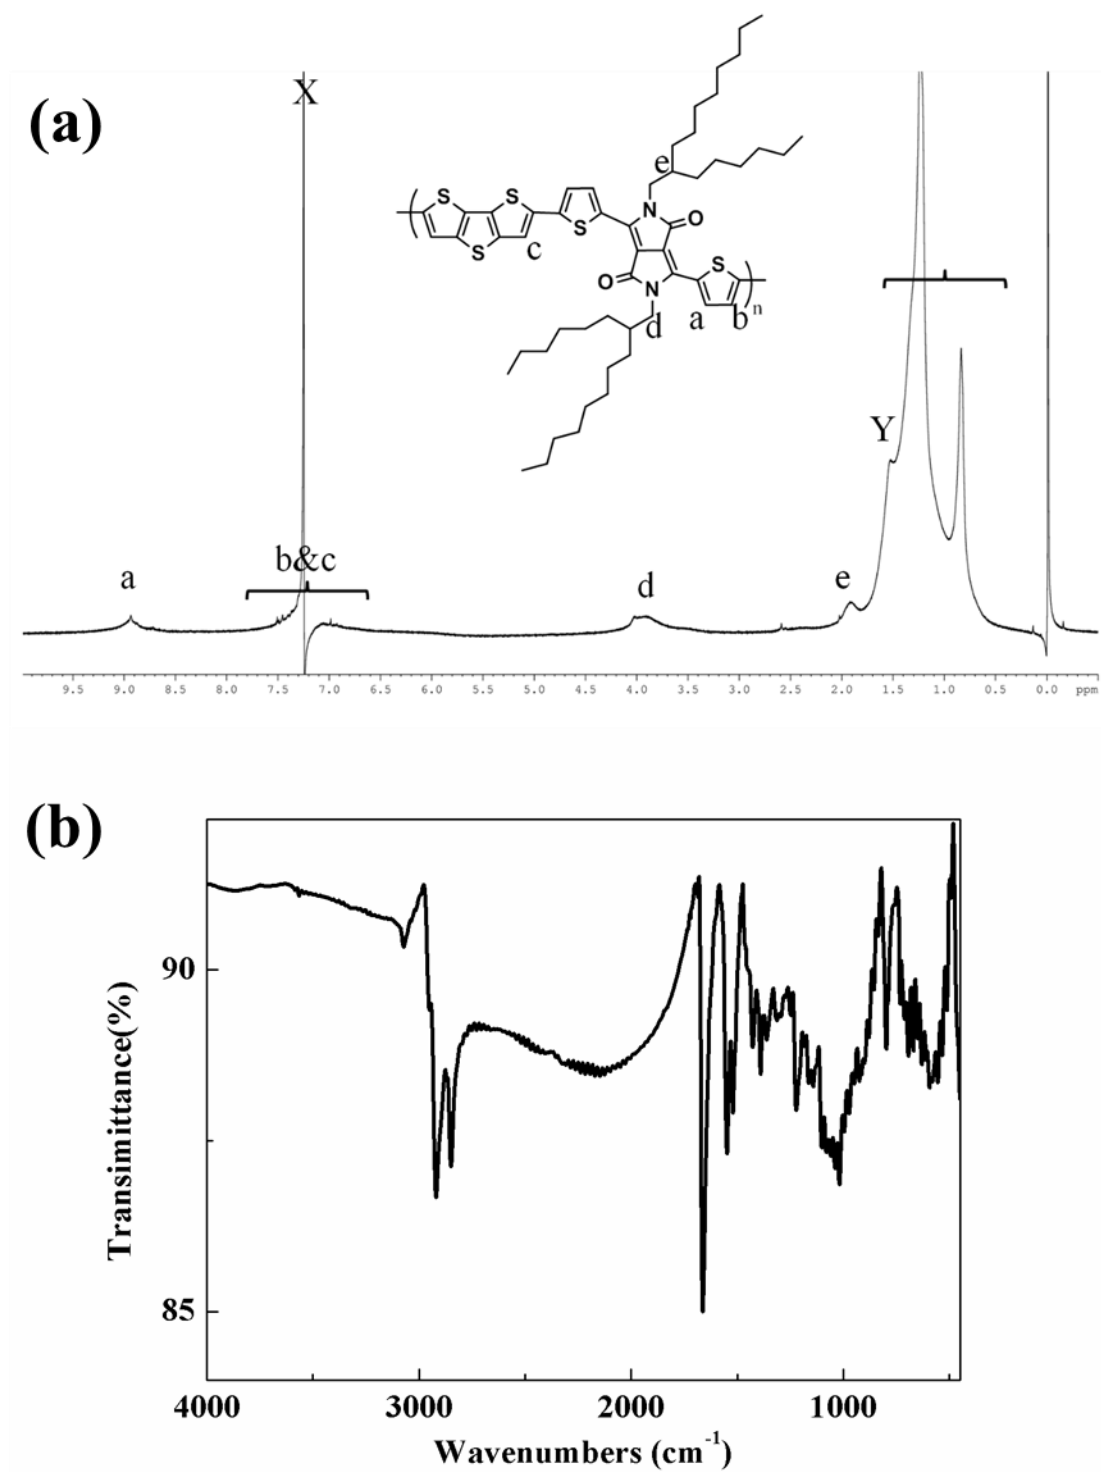 (a)
X
e
S S S N O
S c O N S
d a b n
Y
b&c
a d e
9.5 9.0 8.5 8.0 7.5 7.0 6.5 6.0 5.5 5.0 4.5 4.0 3.5 3.0 2.5 2.0 1.5 1.0 0.5 0.0 ppm
(b)
90
85
Transimittance(%)
4000 3000 2000 1000
Wavenumbers (cm⁻¹)